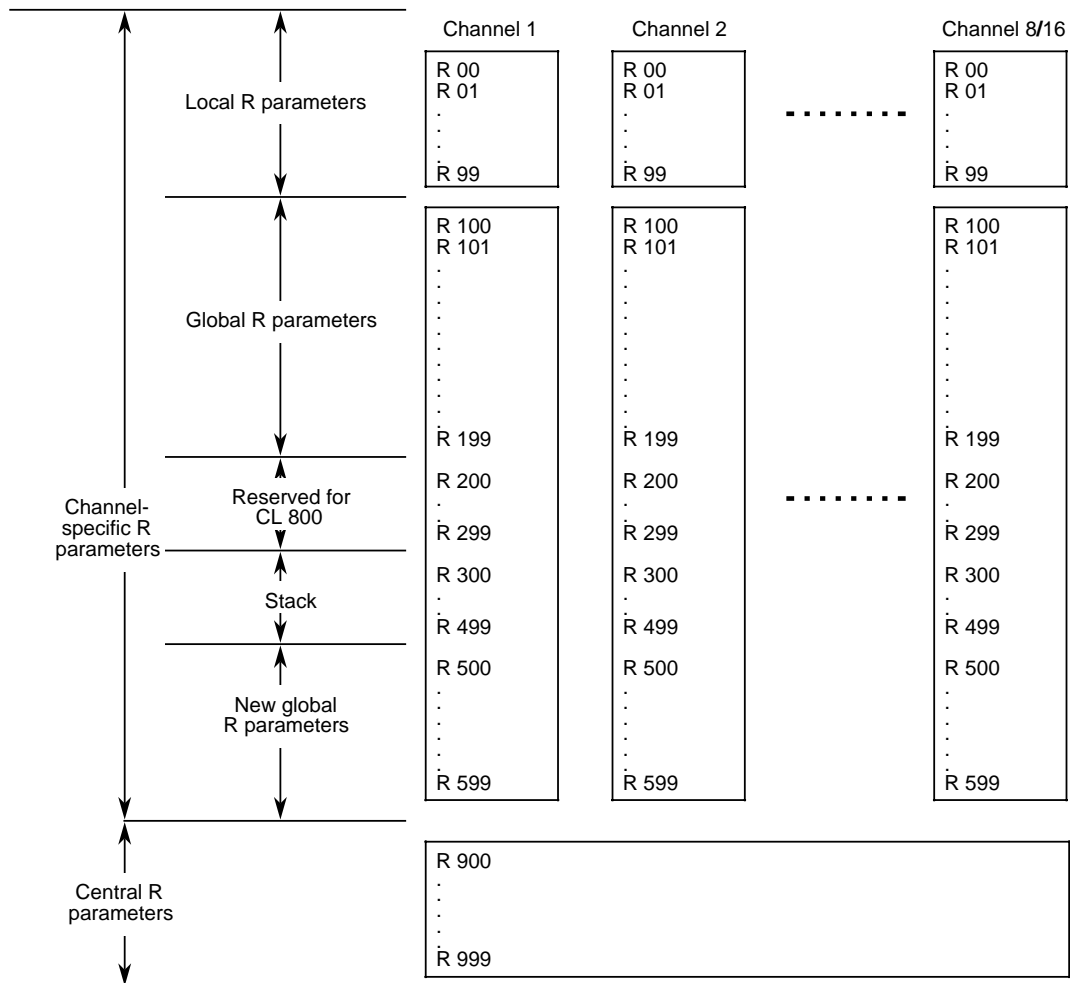 Channel 1
Channel 2
Channel 8/16
Local R parameters
R 00
R 01
.
.
.
R 99
R 00
R 01
.
.
.
R 99
R 00
R 01
.
.
.
R 99
Global R parameters
Reserved for
CL 800
Stack
New global
R parameters
Channel-
specific R
parameters
R 100
R 101
.
.
.
.
.
.
.
.
.
.
R 199
R 200
.
.
R 299
R 300
.
.
R 499
R 500
.
.
.
.
.
R 599
R 100
R 101
.
.
.
.
.
.
.
.
.
.
R 199
R 200
.
.
R 299
R 300
.
.
R 499
R 500
.
.
.
.
.
R 599
R 100
R 101
.
.
.
.
.
.
.
.
.
.
R 199
R 200
.
.
R 299
R 300
.
.
R 499
R 500
.
.
.
.
.
R 599
Central R
parameters
R 900
.
.
.
.
.
R 999